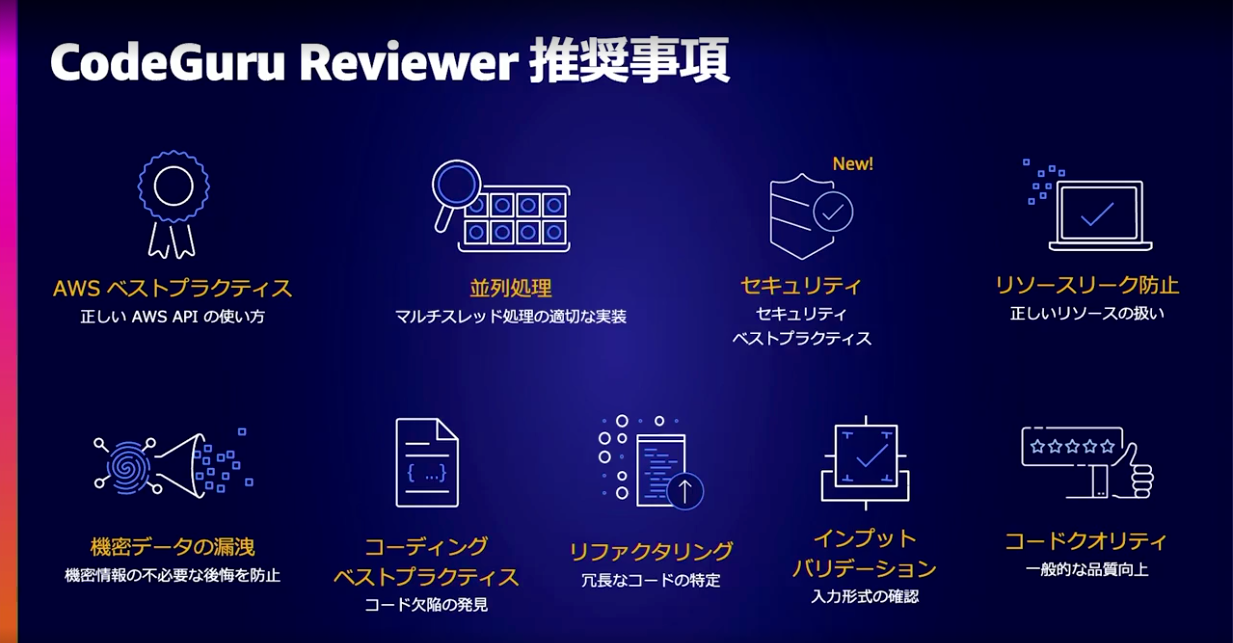 CodeGuru Reviewer 推奨事項
AWS ベストプラクティス
正しい AWS API の使い方
並列処理
マルチスレッド処理の適切な実装
New!
セキュリティ
セキュリティ
ベストプラクティス
リソースリーク防止
正しいリソースの扱い
機密データの漏洩
機密情報の不必要な後悔を防止
{ ... }
コーディング
ベストプラクティス
コード欠陥の発見
リファクタリング
冗長なコードの特定
インプット
バリデーション
入力形式の確認
コードクオリティ
一般的な品質向上